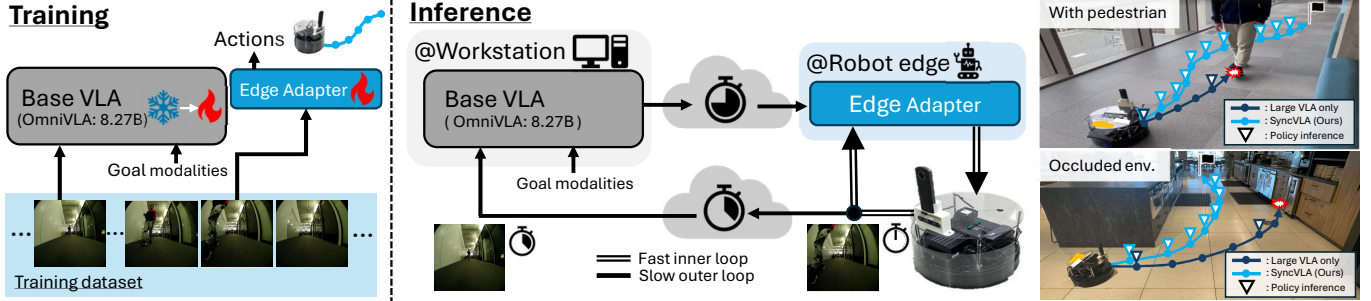 Training
Actions
Base VLA
(OmniVLA: 8.27B)
Edge Adapter
Goal modalities
...
...
...
Training dataset
Inference
@Workstation
Base VLA
( OmniVLA: 8.27B)
Goal modalities
@Robot edge
Edge Adapter
Fast inner loop
Slow outer loop
With pedestrian
: Large VLA only
: SyncVLA (Ours)
: Policy inference
Occluded env.
: Large VLA only
: SyncVLA (Ours)
: Policy inference